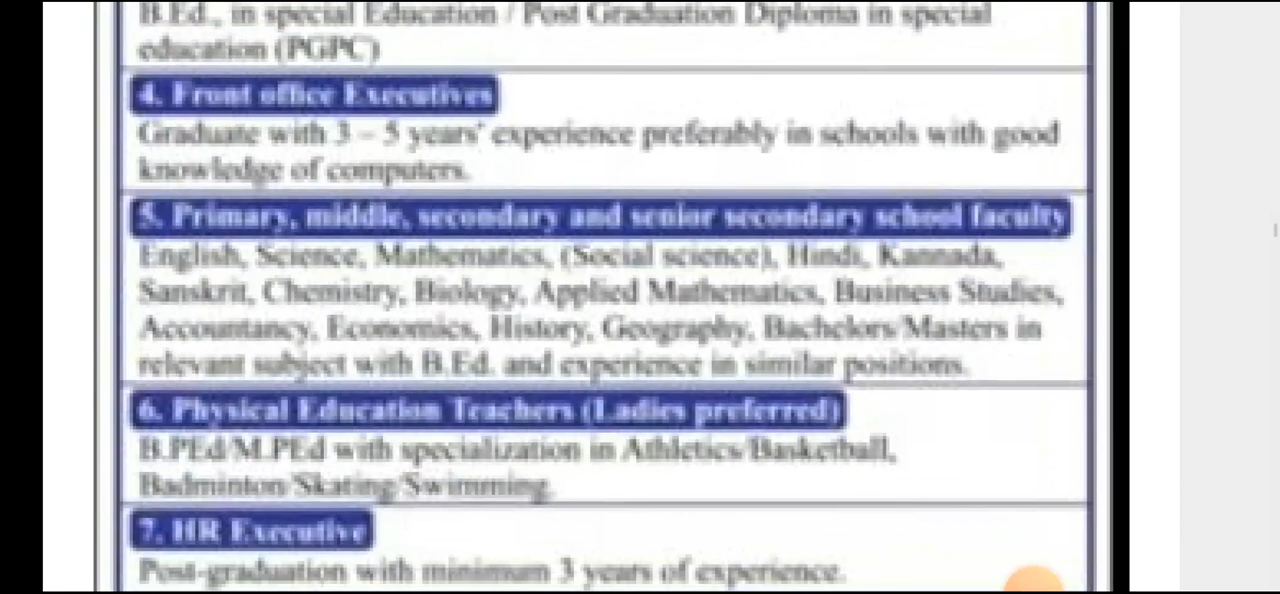 B.Ed., in special Education / Post Graduation Diploma in special
education (PGPC)
4. Front office Executives
Graduate with 3 – 5 years' experience preferably in schools with good
knowledge of computers.
5. Primary, middle, secondary and senior secondary school faculty
English, Science, Mathematics, (Social science), Hindi, Kannada,
Sanskrit, Chemistry, Biology, Applied Mathematics, Business Studies,
Accountancy, Economics, History, Geography, Bachelors/Masters in
relevant subject with B.Ed. and experience in similar positions.
6. Physical Education Teachers (Ladies preferred)
B.PEd/M.PEd with specialization in Athletics/Basketball,
Badminton/Skating/Swimming.
7. HR Executive
Post-graduation with minimum 3 years of experience.